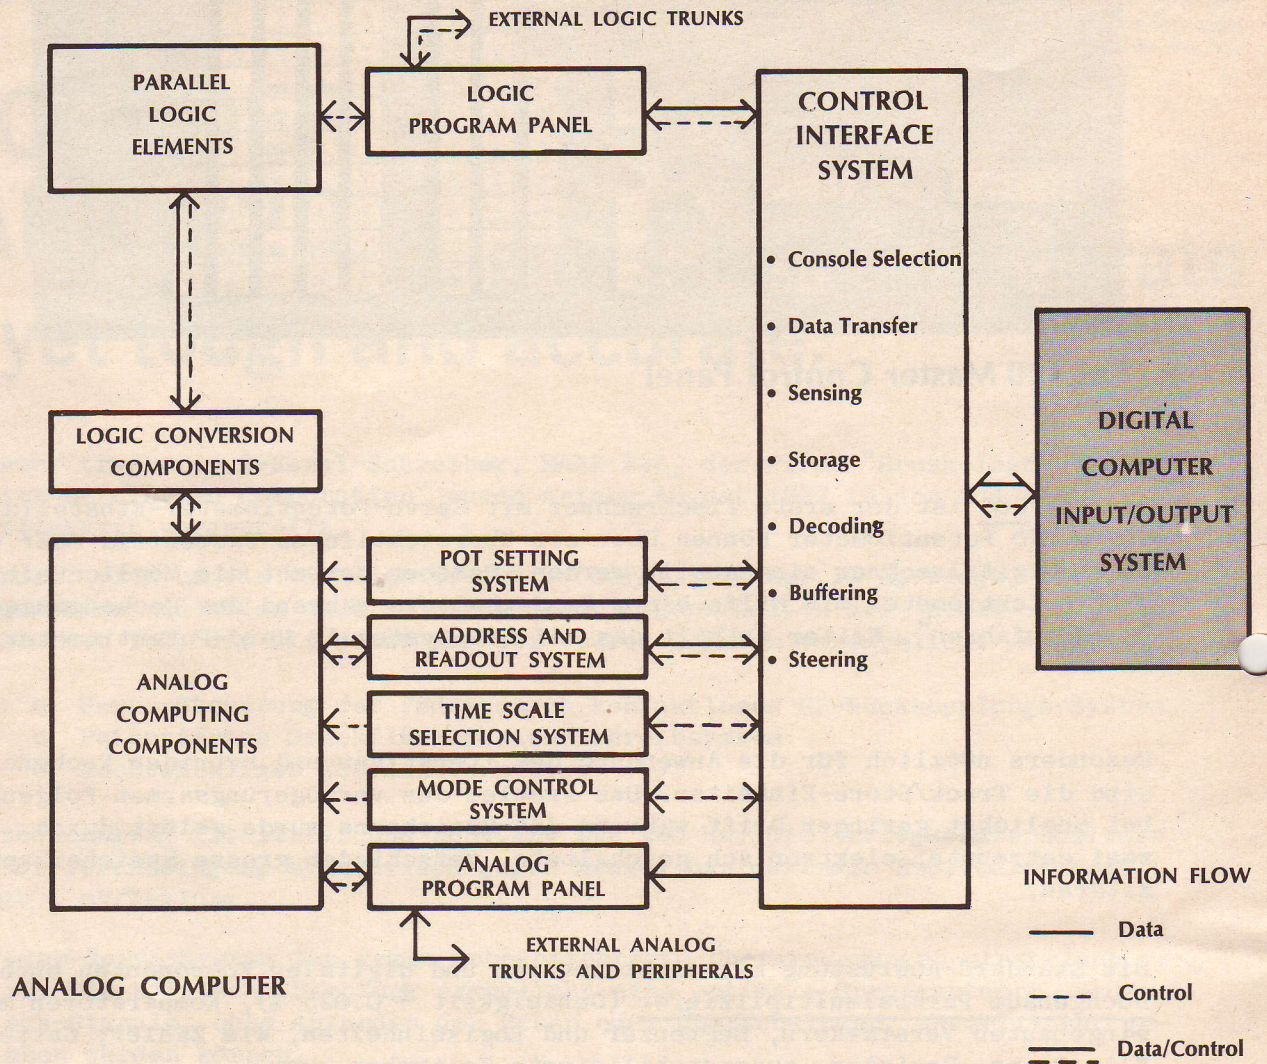 EXTERNAL LOGIC TRUNKS
PARALLEL
LOGIC
ELEMENTS
LOGIC
PROGRAM PANEL
CONTROL
INTERFACE
SYSTEM
• Console Selection
• Data Transfer
• Sensing
• Storage
• Decoding
• Buffering
• Steering
DIGITAL
COMPUTER
INPUT/OUTPUT
SYSTEM
LOGIC CONVERSION
COMPONENTS
ANALOG
COMPUTING
COMPONENTS
POT SETTING
SYSTEM
ADDRESS AND
READOUT SYSTEM
TIME SCALE
SELECTION SYSTEM
MODE CONTROL
SYSTEM
ANALOG
PROGRAM PANEL
EXTERNAL ANALOG
TRUNKS AND PERIPHERALS
ANALOG COMPUTER
INFORMATION FLOW
Data
Control
Data/Control